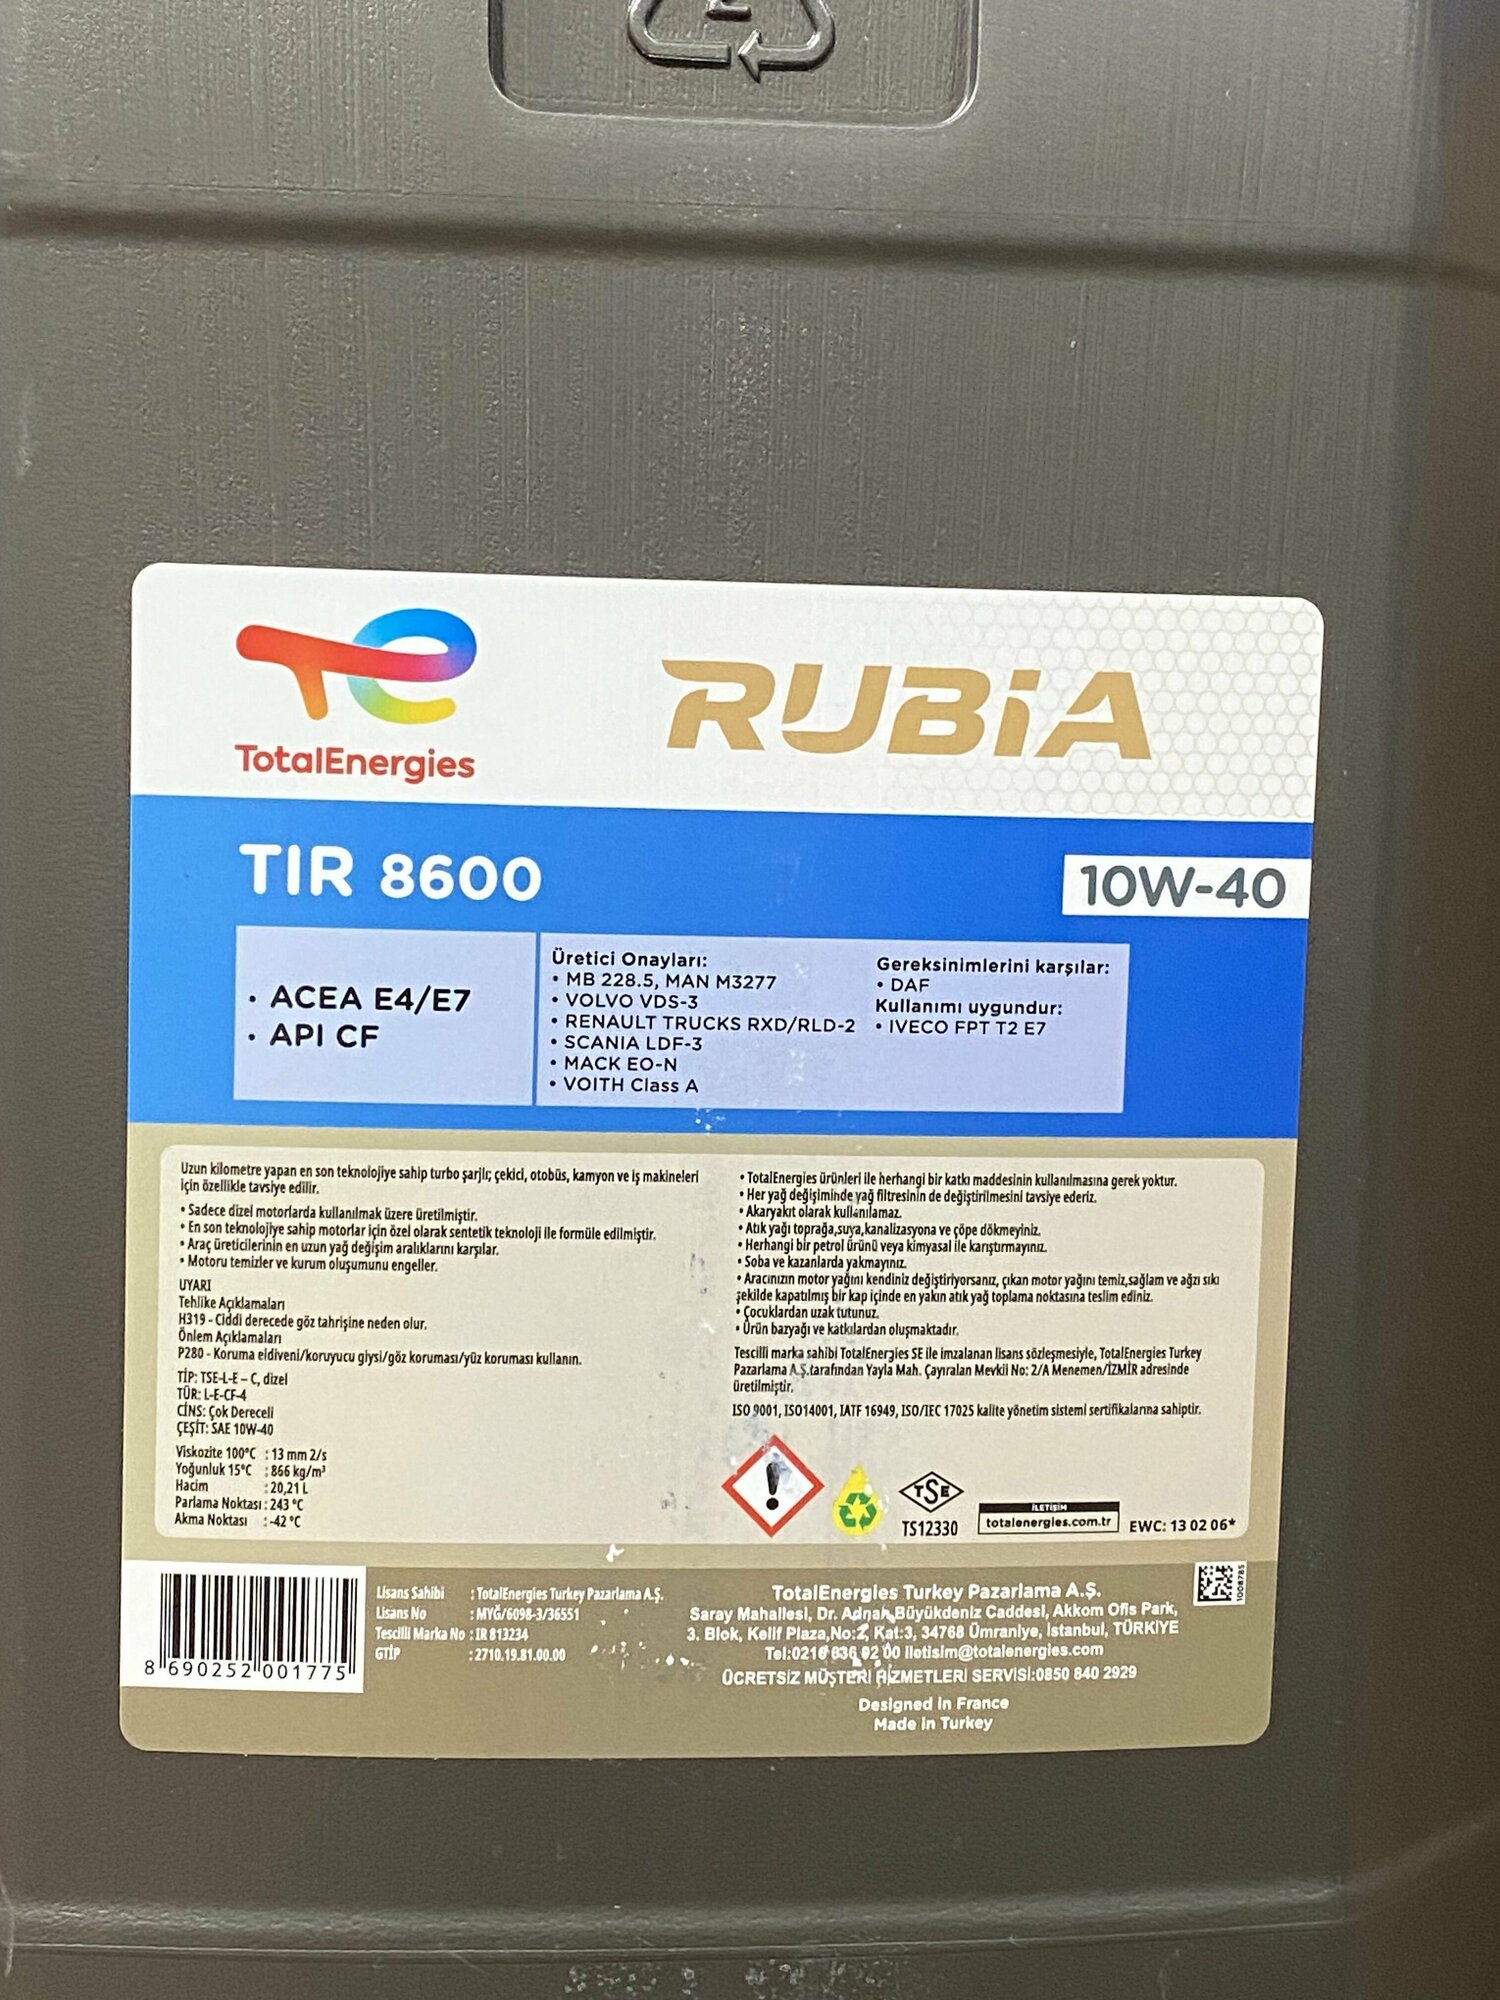 TotalEnergies
RUBiA
TIR 8600
10W-40
• ACEA E4/E7
• API CF
Üretici Onayları:
• MB 228.5, MAN M3277
• VOLVO VDS-3
• RENAULT TRUCKS RXD/RLD-2
• SCANIA LDF-3
• MACK EO-N
• VOITH Class A
Gereksinimlerini karşılar:
• DAF
Kullanımı uygundur:
• IVECO FPT T2 E7
Uzun kilometre yapan en son teknolojiye sahip turbo şarjlı; çekici, otobüs, kamyon ve iş makineleri
için özellikle tavsiye edilir.
• Sadece dizel motorlarda kullanılmak üzere üretilmiştir.
• En son teknolojiye sahip motorlar için özel olarak sentetik teknoloji ile formüle edilmiştir.
• Araç üreticilerinin en uzun yağ değişim aralıklarını karşılar.
• Motoru temizler ve kurum oluşumunu engeller.
UYARI
Tehlike Açıklamaları
H319 - Ciddi derecede göz tahrişine neden olur.
Önlem Açıklamaları
P280 - Koruma eldiveni/koruyucu giysi/göz koruması/yüz koruması kullanın.
TİP: TSE-L-E – C, dizel
TÜR: L-E-CF-4
CİNS: Çok Dereceli
ÇEŞİT: SAE 10W-40
Viskozite 100°C : 13 mm 2/s
Yoğunluk 15°C : 866 kg/m³
Hacim : 20,21 L
Parlama Noktası : 243 °C
Akma Noktası : -42 °C
• TotalEnergies ürünleri ile herhangi bir katkı maddesinin kullanılmasına gerek yoktur.
• Her yağ değişiminde yağ filtresinin de değiştirilmesini tavsiye ederiz.
• Akaryakıt olarak kullanılamaz.
• Atık yağı toprağa,suya,kanalizasyona ve çöpe dökmeyiniz.
• Herhangi bir petrol ürünü veya kimyasal ile karıştırmayınız.
• Soba ve kazanlarda yakmayınız.
• Aracınızın motor yağını kendiniz değiştiriyorsanız, çıkan motor yağını temiz,sağlam ve ağzı sıkı
şekilde kapatılmış bir kap içinde en yakın atık yağ toplama noktasına teslim ediniz.
• Çocuklardan uzak tutunuz.
• Ürün bazyağı ve katkılardan oluşmaktadır.
Tescilli marka sahibi TotalEnergies SE ile imzalanan lisans sözleşmesiyle, TotalEnergies Turkey
Pazarlama A.Ş.tarafından Yayla Mah. Çayıralan Mevkii No: 2/A Menemen/İZMİR adresinde
üretilmiştir.
ISO 9001, ISO14001, IATF 16949, ISO/IEC 17025 kalite yönetim sistemi sertifikalarına sahiptir.
TSE
TS12330
İLETİŞİM
totalenergies.com.tr
EWC: 13 02 06*
8 690252 001775
Lisans Sahibi : TotalEnergies Turkey Pazarlama A.Ş.
Lisans No : MYĞ/6098-3/36551
Tescilli Marka No : IR 813234
GTİP : 2710.19.81.00.00
TotalEnergies Turkey Pazarlama A.Ş.
Saray Mahallesi, Dr. Adnan Büyükdeniz Caddesi, Akkom Ofis Park,
3. Blok, Kelif Plaza,No:2, Kat:3, 34768 Ümraniye, İstanbul, TÜRKİYE
Tel:0216 636 02 00 iletisim@totalenergies.com
ÜCRETSİZ MÜŞTERİ HİZMETLERİ SERVİSİ:0850 840 2929
Designed in France
Made in Turkey
1008785